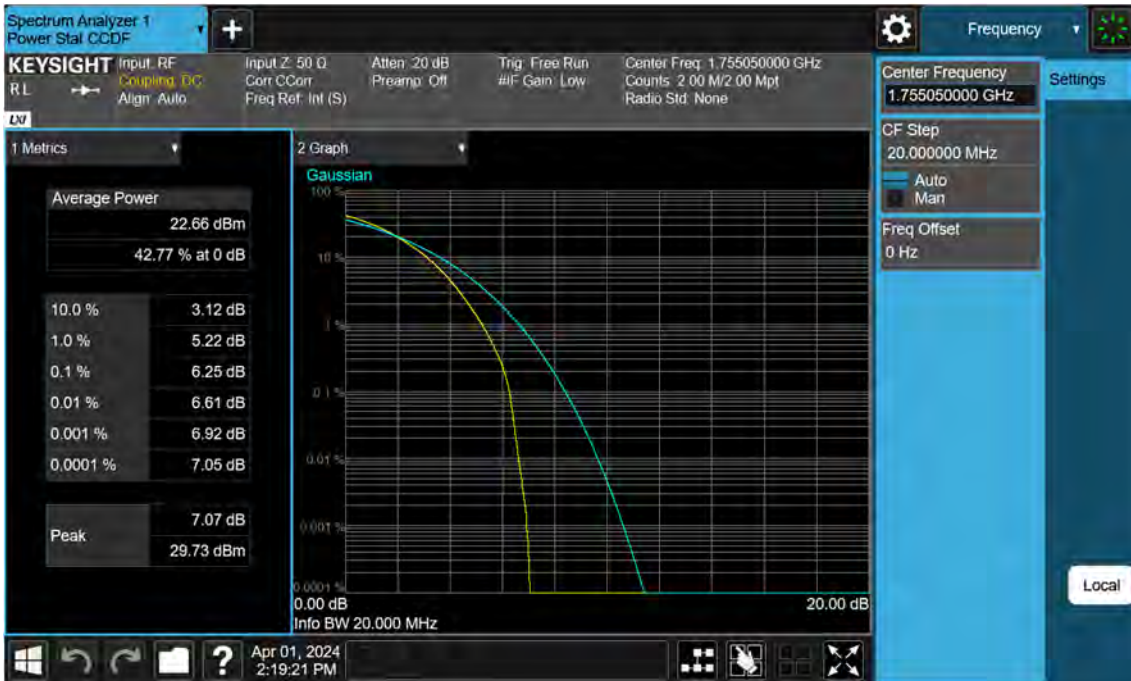 Spectrum Analyzer 1
Power Stat CCDF
+
Frequency
KEYSIGHT
RL
LXI
Input: RF
Coupling: DC
Align: Auto
Input Z: 50 Ω
Corr CCorr
Freq Ref: Int (S)
Atten: 20 dB
Preamp: Off
Trig: Free Run
#IF Gain: Low
Center Freq: 1.755050000 GHz
Counts: 2.00 M/2.00 Mpt
Radio Std: None
Center Frequency
1.755050000 GHz
Settings
CF Step
20.000000 MHz
Auto
Man
Freq Offset
0 Hz
Local
1 Metrics
Average Power
22.66 dBm
42.77 % at 0 dB
10.0 % 3.12 dB
1.0 % 5.22 dB
0.1 % 6.25 dB
0.01 % 6.61 dB
0.001 % 6.92 dB
0.0001 % 7.05 dB
Peak
7.07 dB
29.73 dBm
2 Graph
Gaussian
100 %
10 %
1 %
0.1 %
0.01 %
0.001 %
0.0001 %
0.00 dB
20.00 dB
Info BW 20.000 MHz
?
Apr 01, 2024
2:19:21 PM